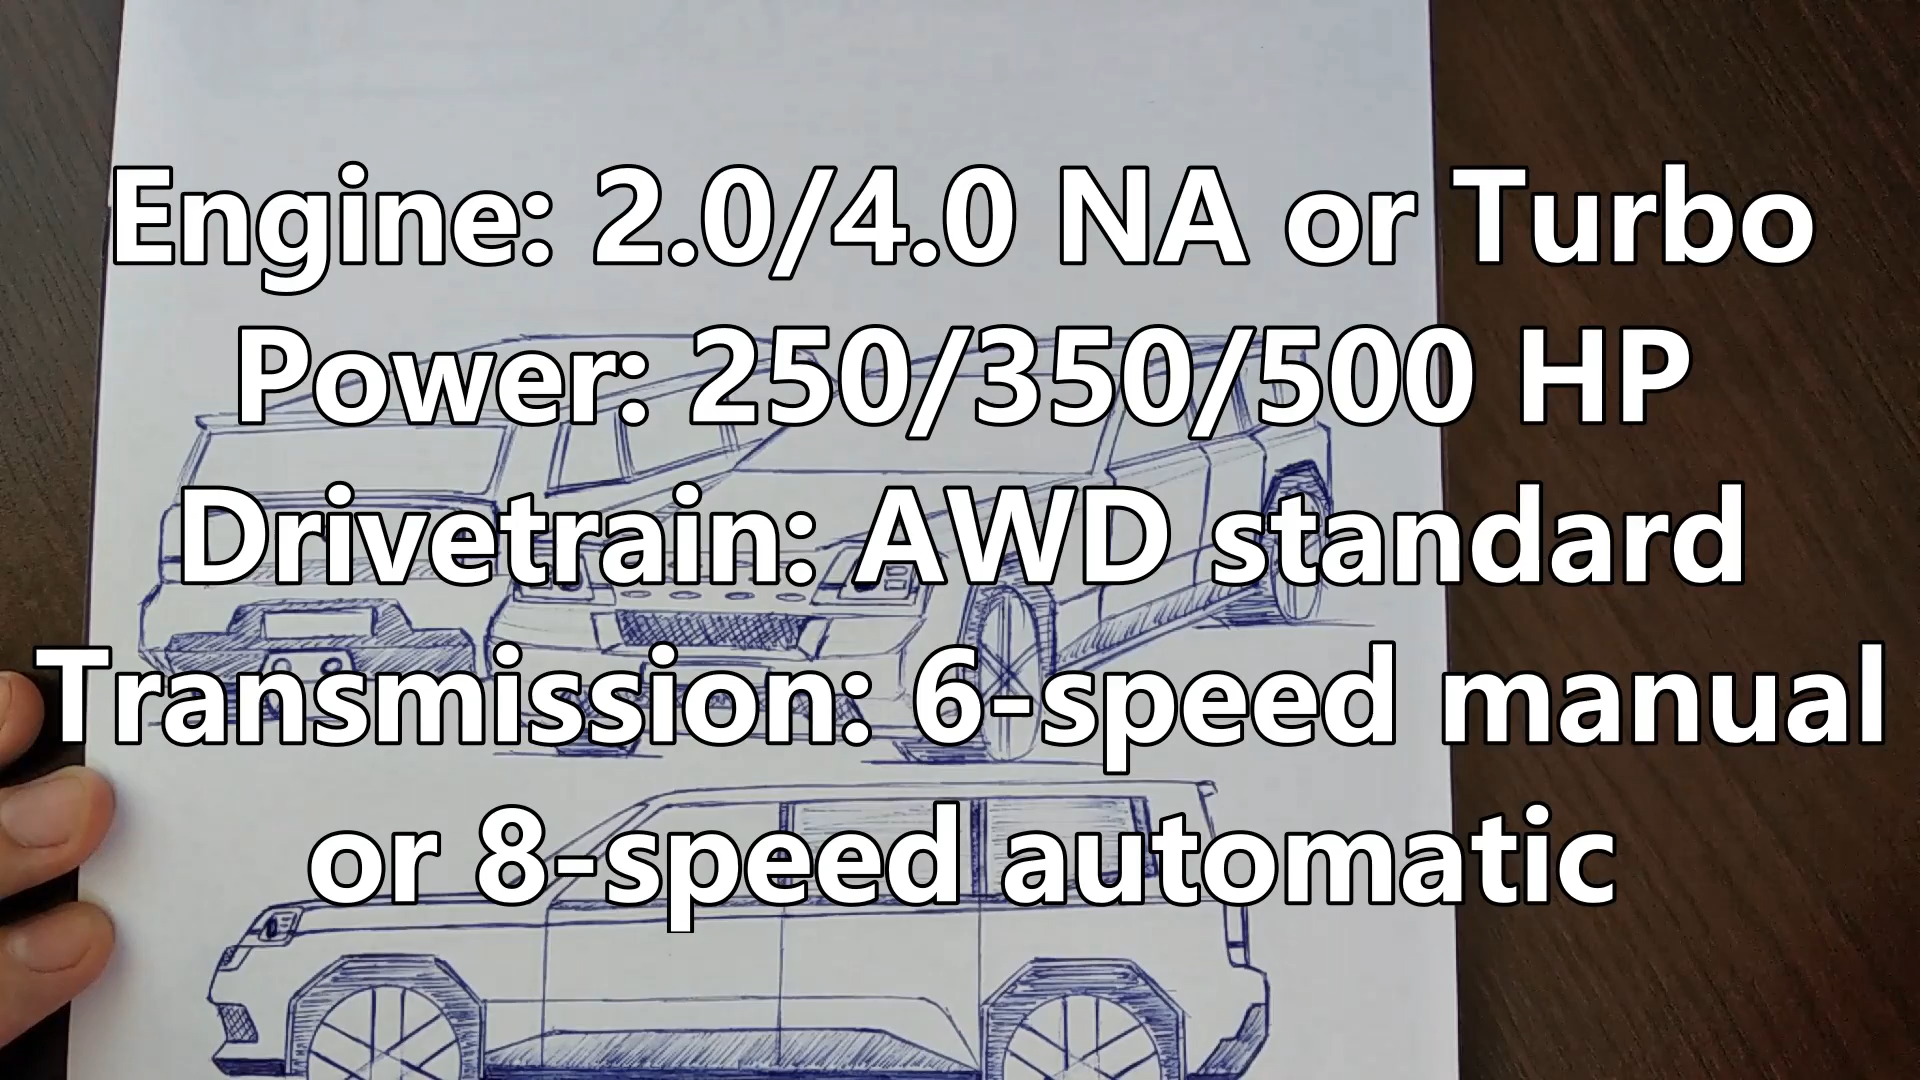 Engine: 2.0/4.0 NA or Turbo
Power: 250/350/500 HP
Drivetrain: AWD standard
Transmission: 6-speed manual
or 8-speed automatic